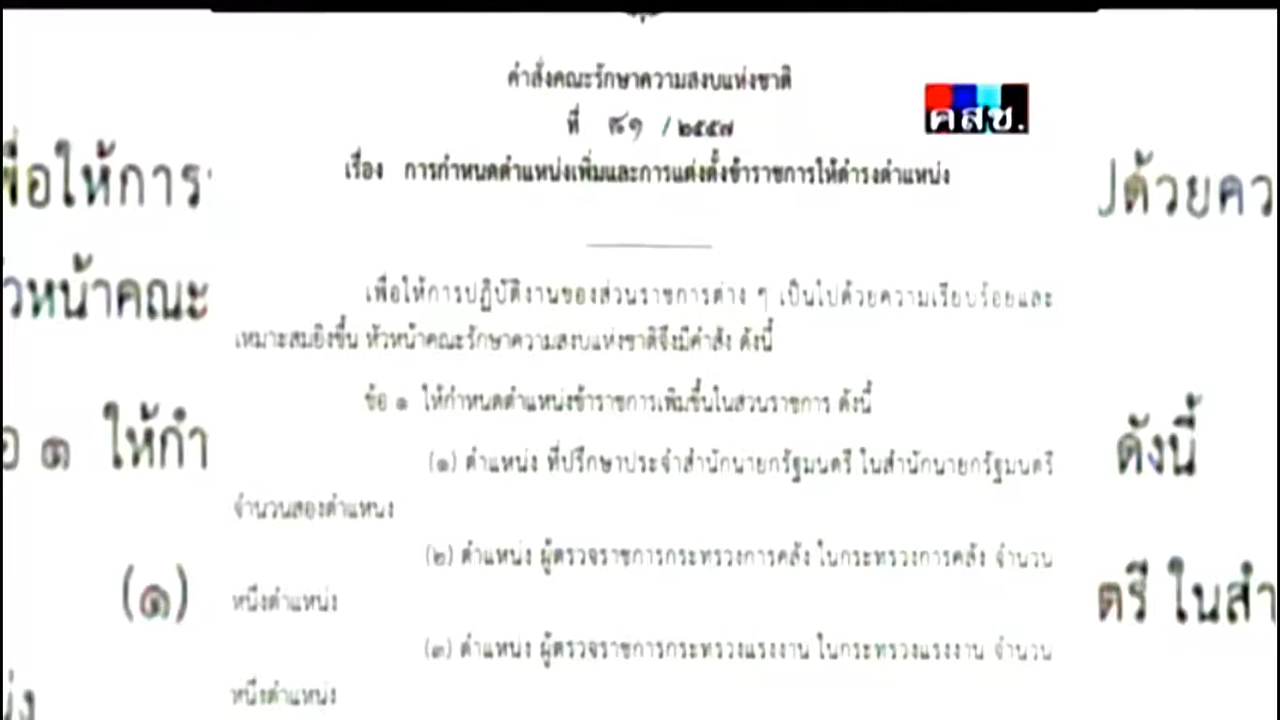 คำสั่งคณะรักษาความสงบแห่งชาติ
ที่ ๙๑ /๒๕๕๗
คสช.
เรื่อง การกำหนดตำแหน่งเพิ่มและการแต่งตั้งข้าราชการให้ดำรงตำแหน่ง
เพื่อให้การปฏิบัติงานของส่วนราชการต่าง ๆ เป็นไปด้วยความเรียบร้อยและ
เหมาะสมยิ่งขึ้น หัวหน้าคณะรักษาความสงบแห่งชาติจึงมีคำสั่ง ดังนี้
ข้อ ๑ ให้กำหนดตำแหน่งข้าราชการเพิ่มขึ้นในส่วนราชการ ดังนี้
(๑) ตำแหน่ง ที่ปรึกษาประจำสำนักนายกรัฐมนตรี ในสำนักนายกรัฐมนตรี
จำนวนสองตำแหน่ง
(๒) ตำแหน่ง ผู้ตรวจราชการกระทรวงการคลัง ในกระทรวงการคลัง จำนวน
หนึ่งตำแหน่ง
(๓) ตำแหน่ง ผู้ตรวจราชการกระทรวงแรงงาน ในกระทรวงแรงงาน จำนวน
หนึ่งตำแหน่ง
ให้การ
หน้าคณะ
๑ ให้กำ
(๑)
ด้วยคว
ดังนี้
ตรี ในสำ